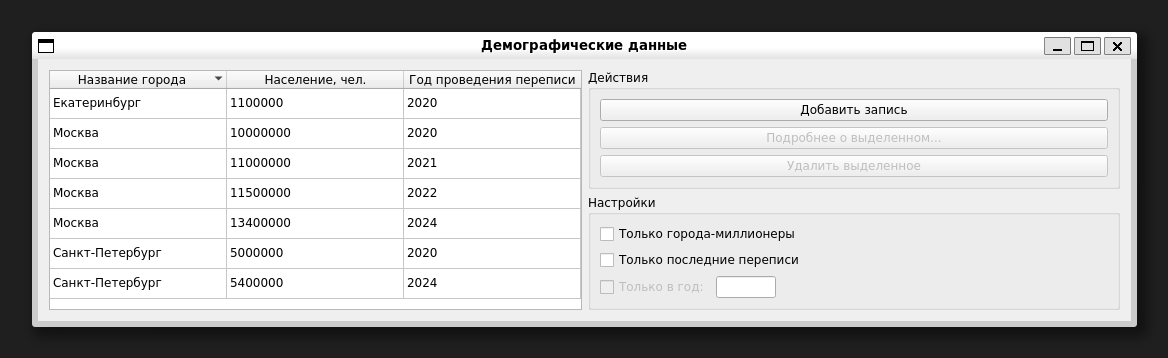 Демографические данные
Название города Население, чел. Год проведения переписи
Екатеринбург 1100000 2020
Москва 10000000 2020
Москва 11000000 2021
Москва 11500000 2022
Москва 13400000 2024
Санкт-Петербург 5000000 2020
Санкт-Петербург 5400000 2024
Действия
Добавить запись
Подробнее о выделенном...
Удалить выделенное
Настройки
Только города-миллионеры
Только последние переписи
Только в год: